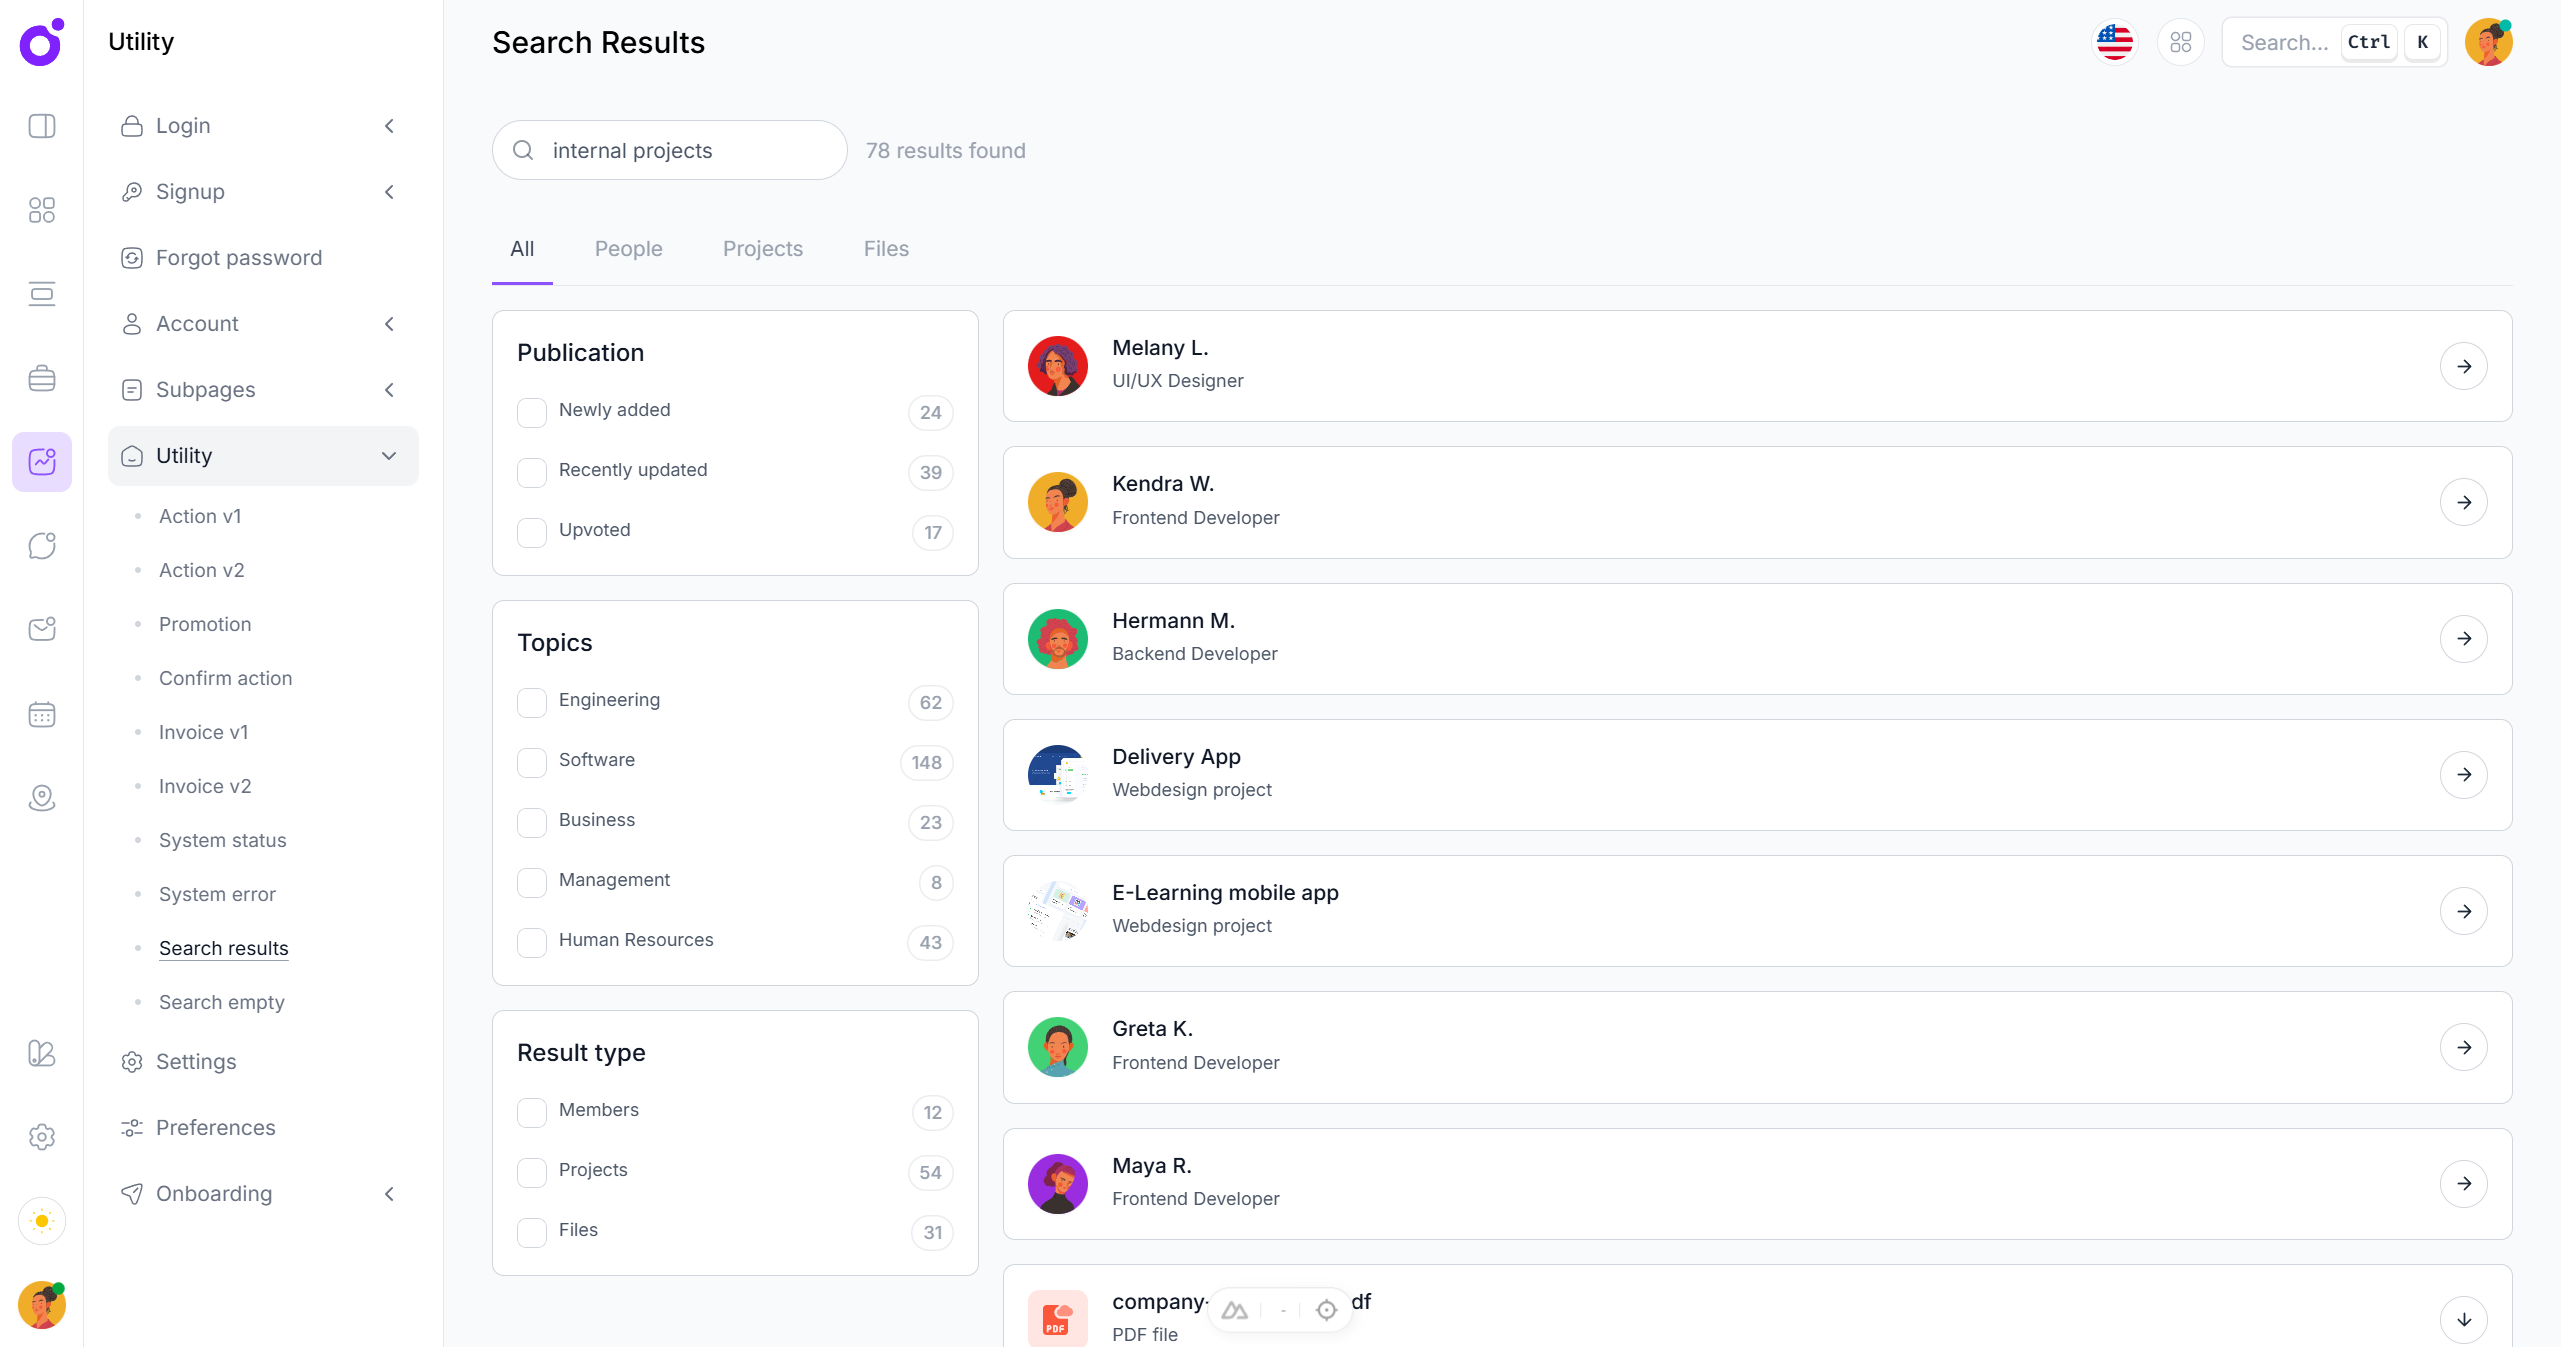 Utility
Login
Signup
Forgot password
Account
Subpages
Utility
Action v1
Action v2
Promotion
Confirm action
Invoice v1
Invoice v2
System status
System error
Search results
Search empty
Settings
Preferences
Onboarding
Search Results
Search...
Ctrl
K
internal projects
78 results found
All
People
Projects
Files
Publication
Newly added
24
Recently updated
39
Upvoted
17
Topics
Engineering
62
Software
148
Business
23
Management
8
Human Resources
43
Result type
Members
12
Projects
54
Files
31
Melany L.
UI/UX Designer
Kendra W.
Frontend Developer
Hermann M.
Backend Developer
Delivery App
Webdesign project
E-Learning mobile app
Webdesign project
Greta K.
Frontend Developer
Maya R.
Frontend Developer
PDF
company-
df
-
PDF file